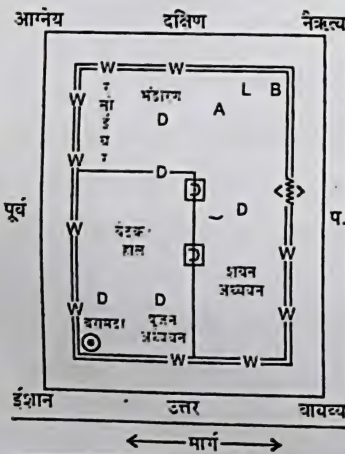 आग्नेय दक्षिण नैऋत्य
W W
W W
L B
A
रसोईघर
भंडारण
D
D
पूर्व
प.
D
W W
बैठक
हाल
शयन
अध्ययन
W W
D D
बरामदा
पूजन
अध्ययन
W W
ईशान उत्तर वायव्य
मार्ग